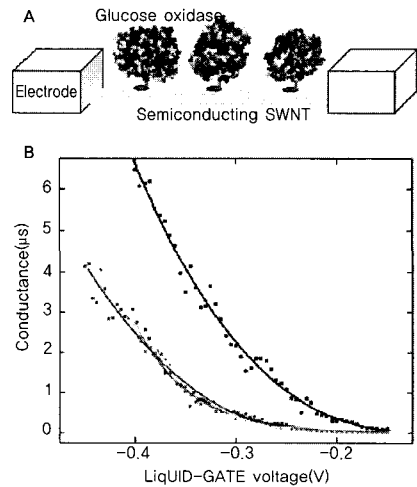 A
Glucose oxidase
Electrode
Semiconducting SWNT
B
Conductance(μs)
6
5
4
3
2
1
0
−0.4
−0.3
−0.2
LiQUID-GATE voltage(V)